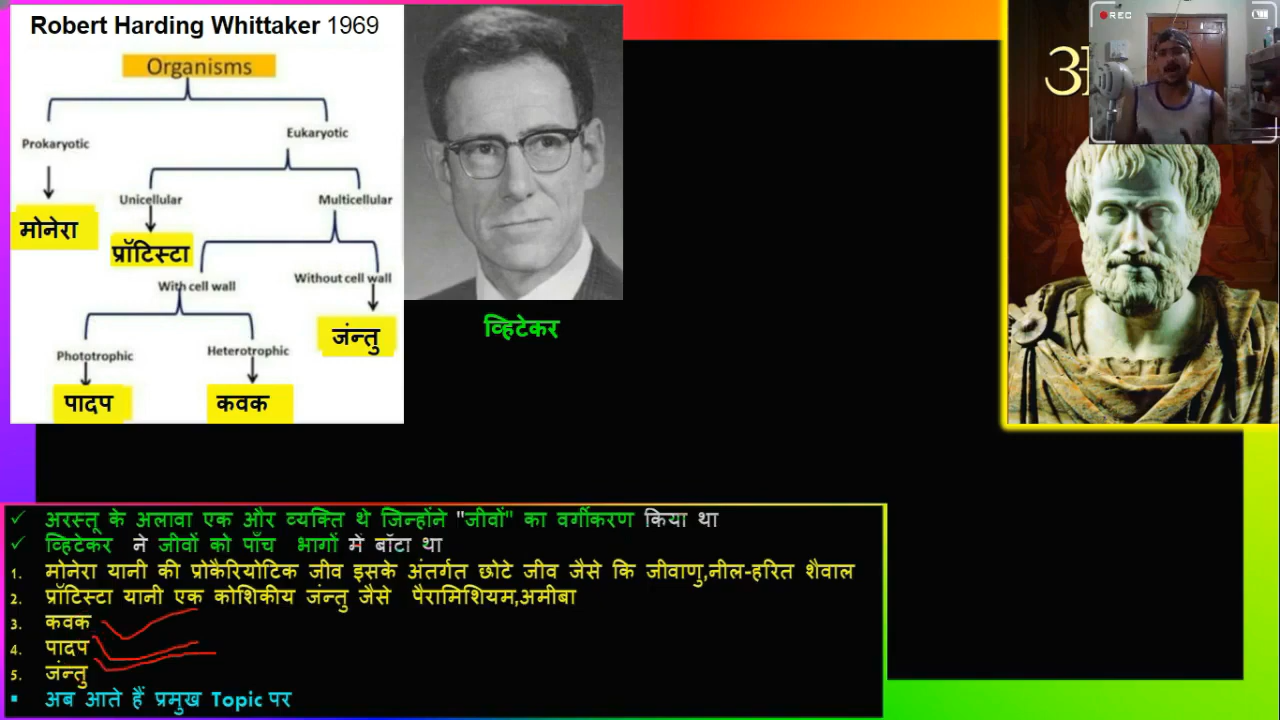 Robert Harding Whittaker 1969
Organisms
Prokaryotic
Eukaryotic
Unicellular
Multicellular
मोनेरा
प्रॉटिस्टा
With cell wall
Without cell wall
जंन्तु
Phototrophic
Heterotrophic
पादप
कवक
व्हिटेकर
REC
✓ अरस्तू के अलावा एक और व्यक्ति थे जिन्होंने "जीवों" का वर्गीकरण किया था
✓ व्हिटेकर ने जीवों को पाँच भागों में बॉटा था
1. मोनेरा यानी की प्रोकैरियोटिक जीव इसके अंतर्गत छोटे जीव जैसे कि जीवाणु,नील-हरित शैवाल
2. प्रॉटिस्टा यानी एक कोशिकीय जंन्तु जैसे पैरामिशियम,अमीबा
3. कवक
4. पादप
5. जंन्तु
▪ अब आते हैं प्रमुख Topic पर